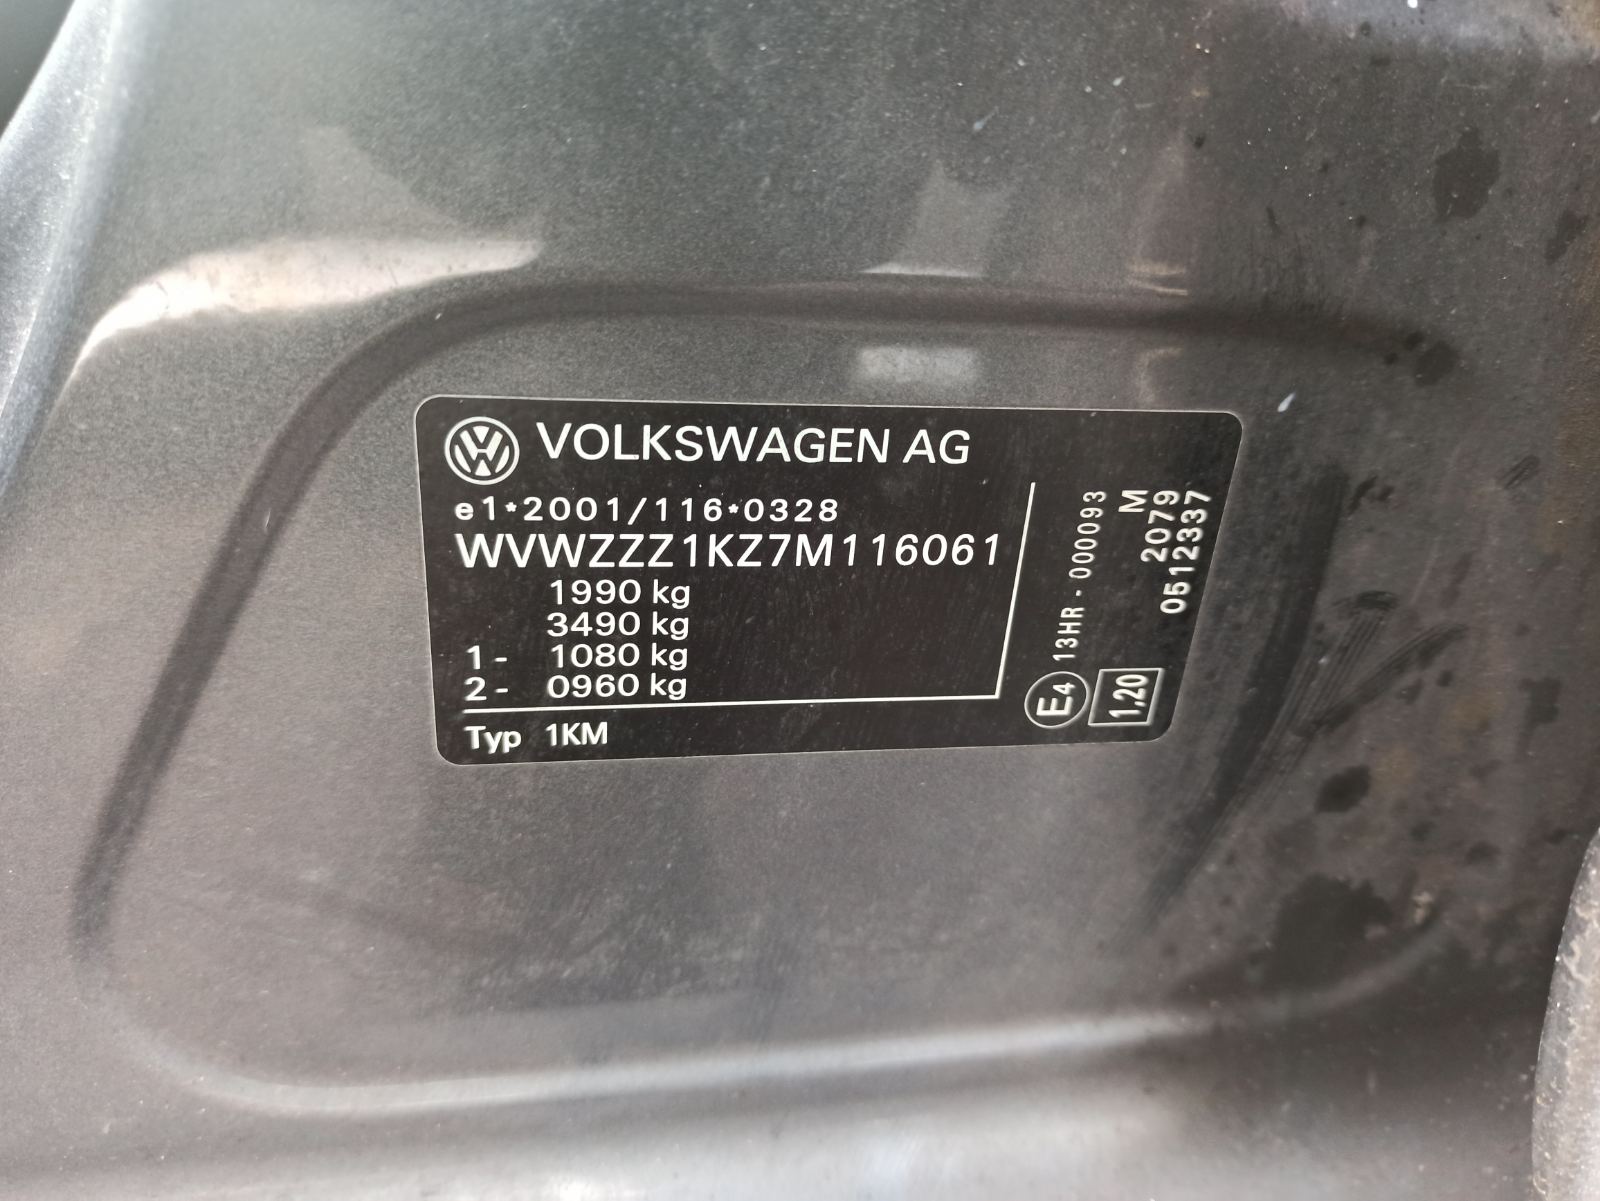 VOLKSWAGEN AG
e1*2001/116*0328
WVWZZZ1KZ7M116061
1990 kg
3490 kg
1- 1080 kg
2- 0960 kg
Typ 1KM
E4 13HR - 000093
M
2079
0512337
1,20